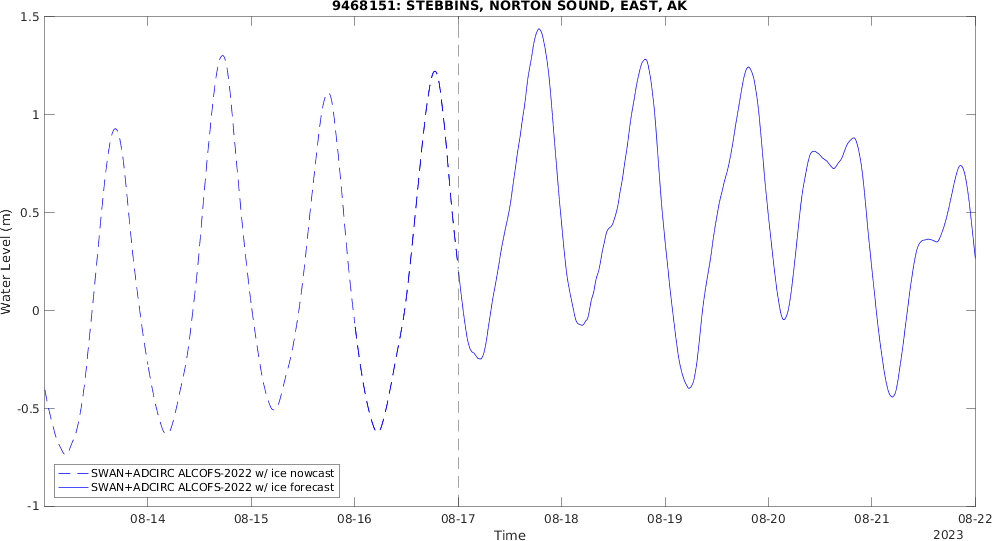 9468151: STEBBINS, NORTON SOUND, EAST, AK
Water Level (m)
1.5
1
0.5
0
-0.5
-1
SWAN+ADCIRC ALCOFS-2022 w/ ice nowcast
SWAN+ADCIRC ALCOFS-2022 w/ ice forecast
08-14 08-15 08-16 08-17 08-18 08-19 08-20 08-21 08-22
Time
2023